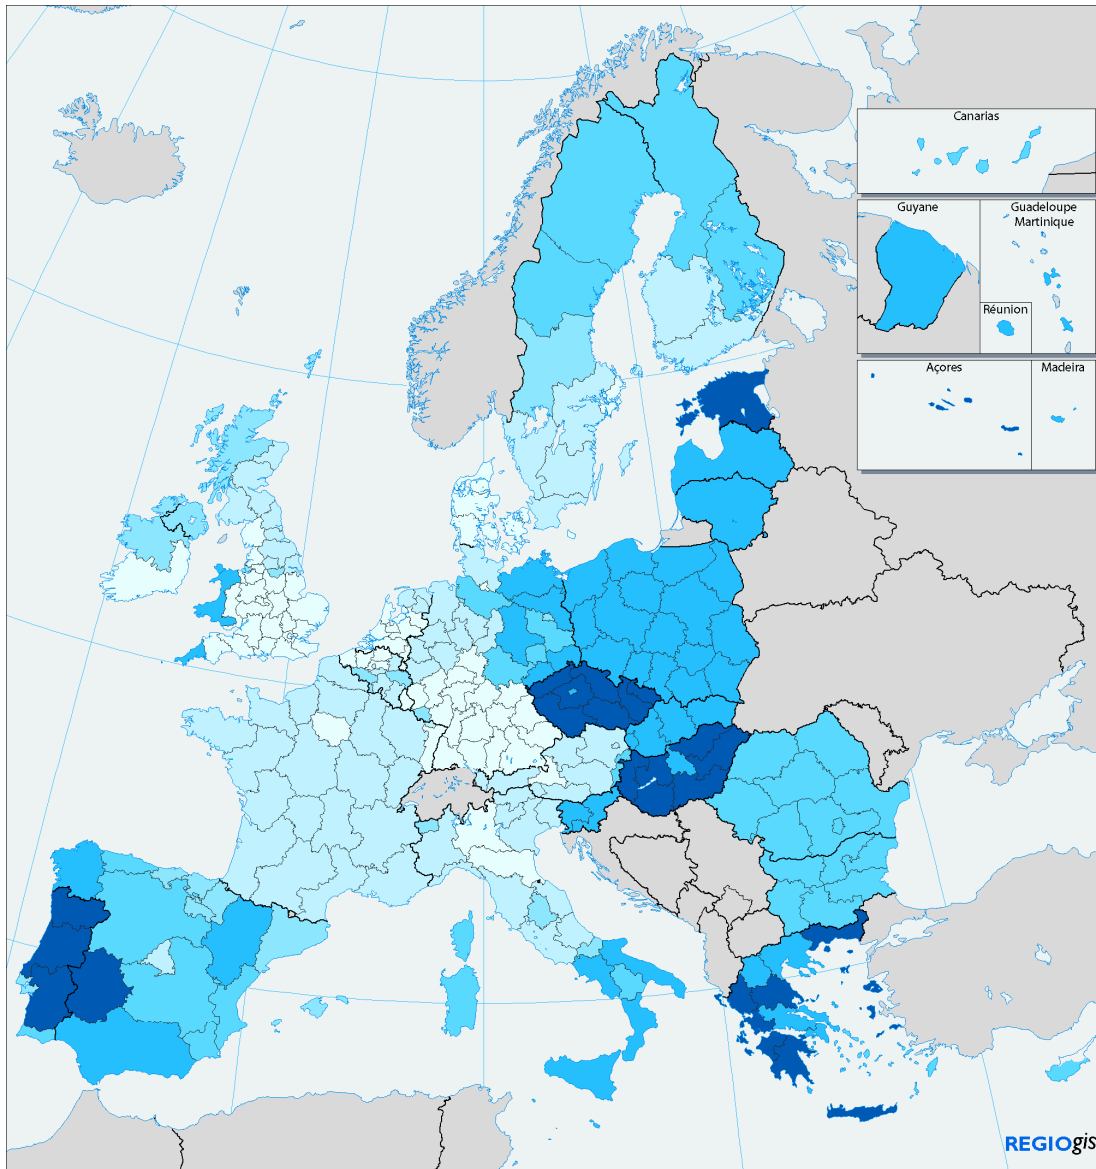 Canarias
Guyane
Guadeloupe
Martinique
Réunion
Açores
Madeira
REGIOgis